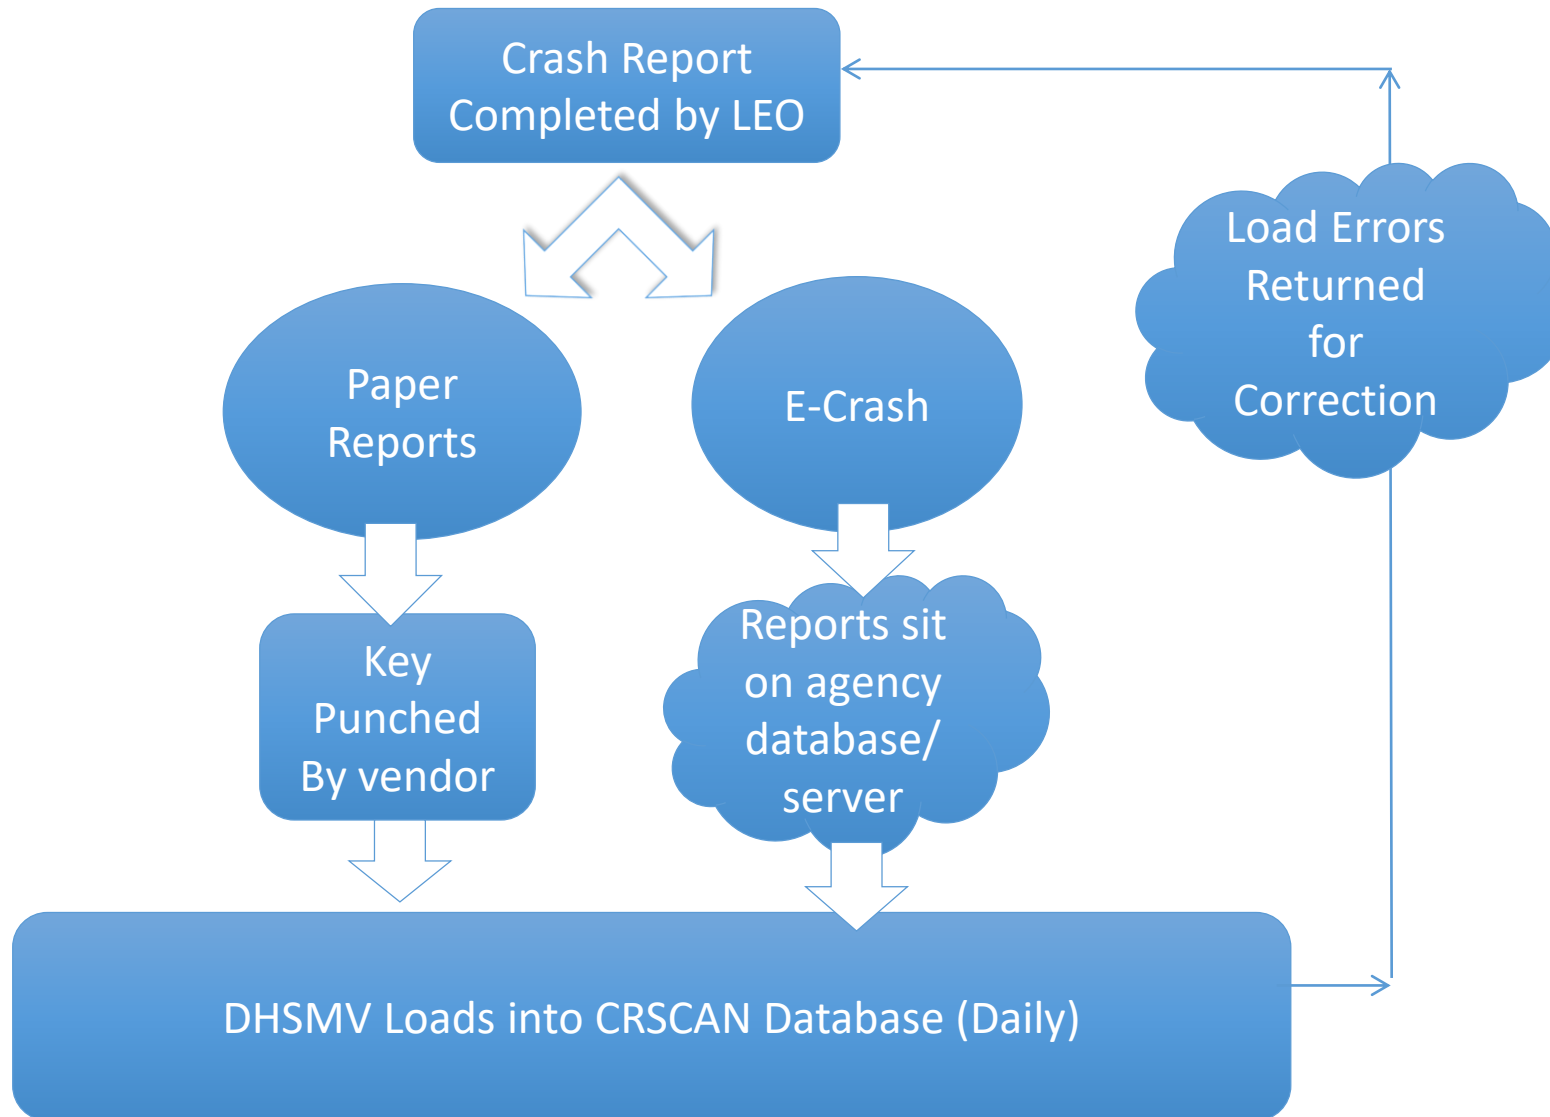 Crash Report
Completed by LEO
Load Errors
Returned
for
Correction
Paper
Reports
E-Crash
Key
Punched
By vendor
Reports sit
on agency
database/
server
DHSMV Loads into CRSCAN Database (Daily)